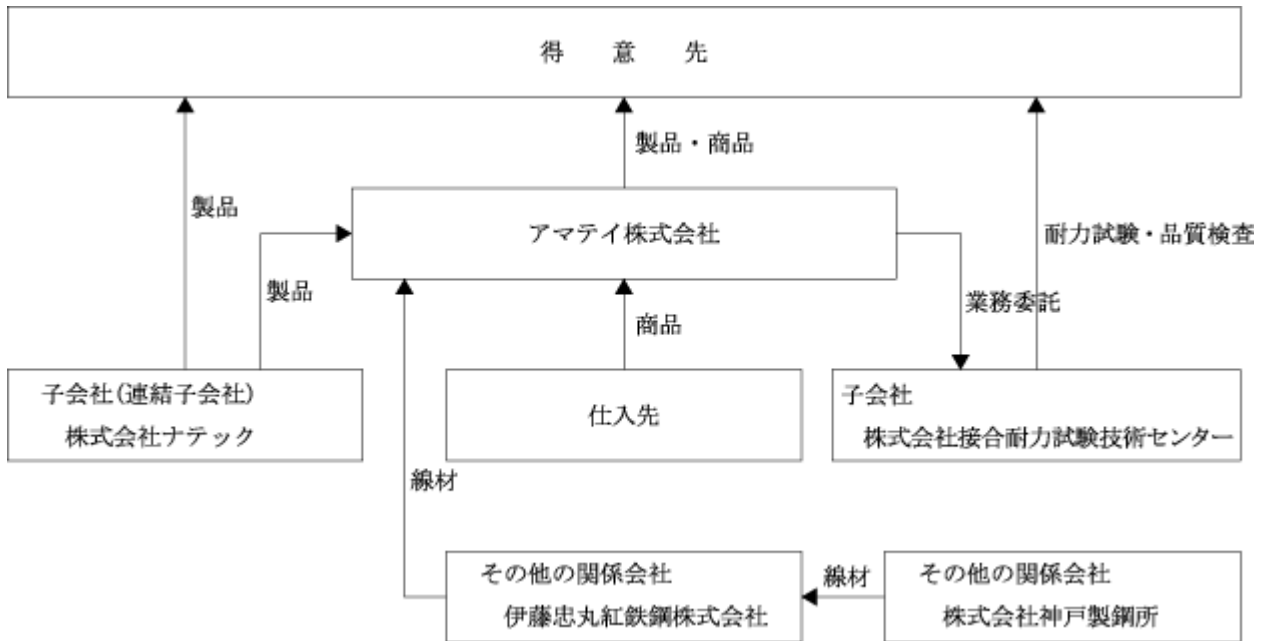 得 意 先
製品・商品
製品
アマテイ株式会社
耐力試験・品質検査
製品
商品
業務委託
子会社(連結子会社)
株式会社ナテック
仕入先
子会社
株式会社接合耐力試験技術センター
線材
その他の関係会社
伊藤忠丸紅鉄鋼株式会社
線材
その他の関係会社
株式会社神戸製鋼所